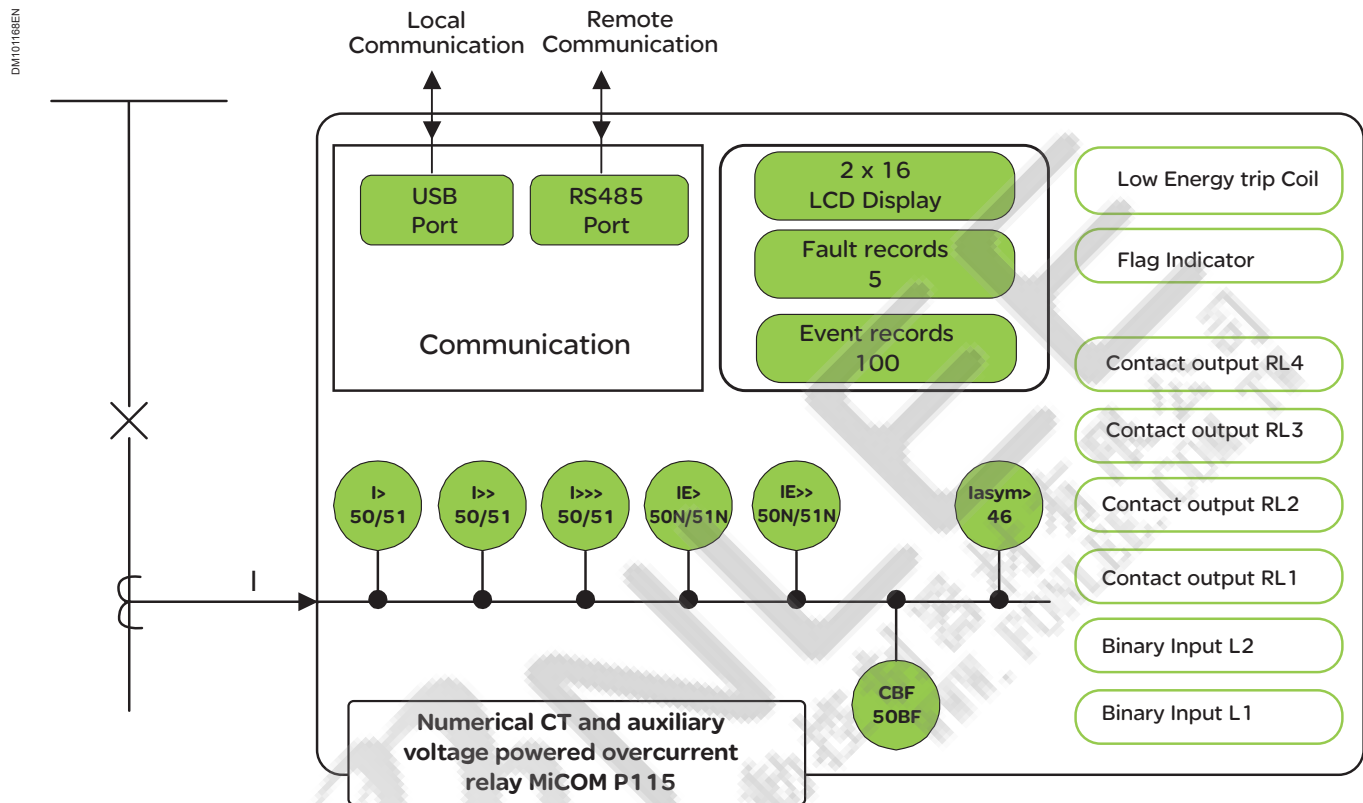 DM101168EN
Local
Communication
Remote
Communication
USB
Port
RS485
Port
Communication
2 x 16
LCD Display
Fault records
5
Event records
100
Low Energy trip Coil
Flag Indicator
Contact output RL4
Contact output RL3
Contact output RL2
Contact output RL1
Binary Input L2
Binary Input L1
I>
50/51
I>>
50/51
I>>>
50/51
IE>
50N/51N
IE>>
50N/51N
Iasym>
46
I
CBF
50BF
Numerical CT and auxiliary
voltage powered overcurrent
relay MiCOM P115